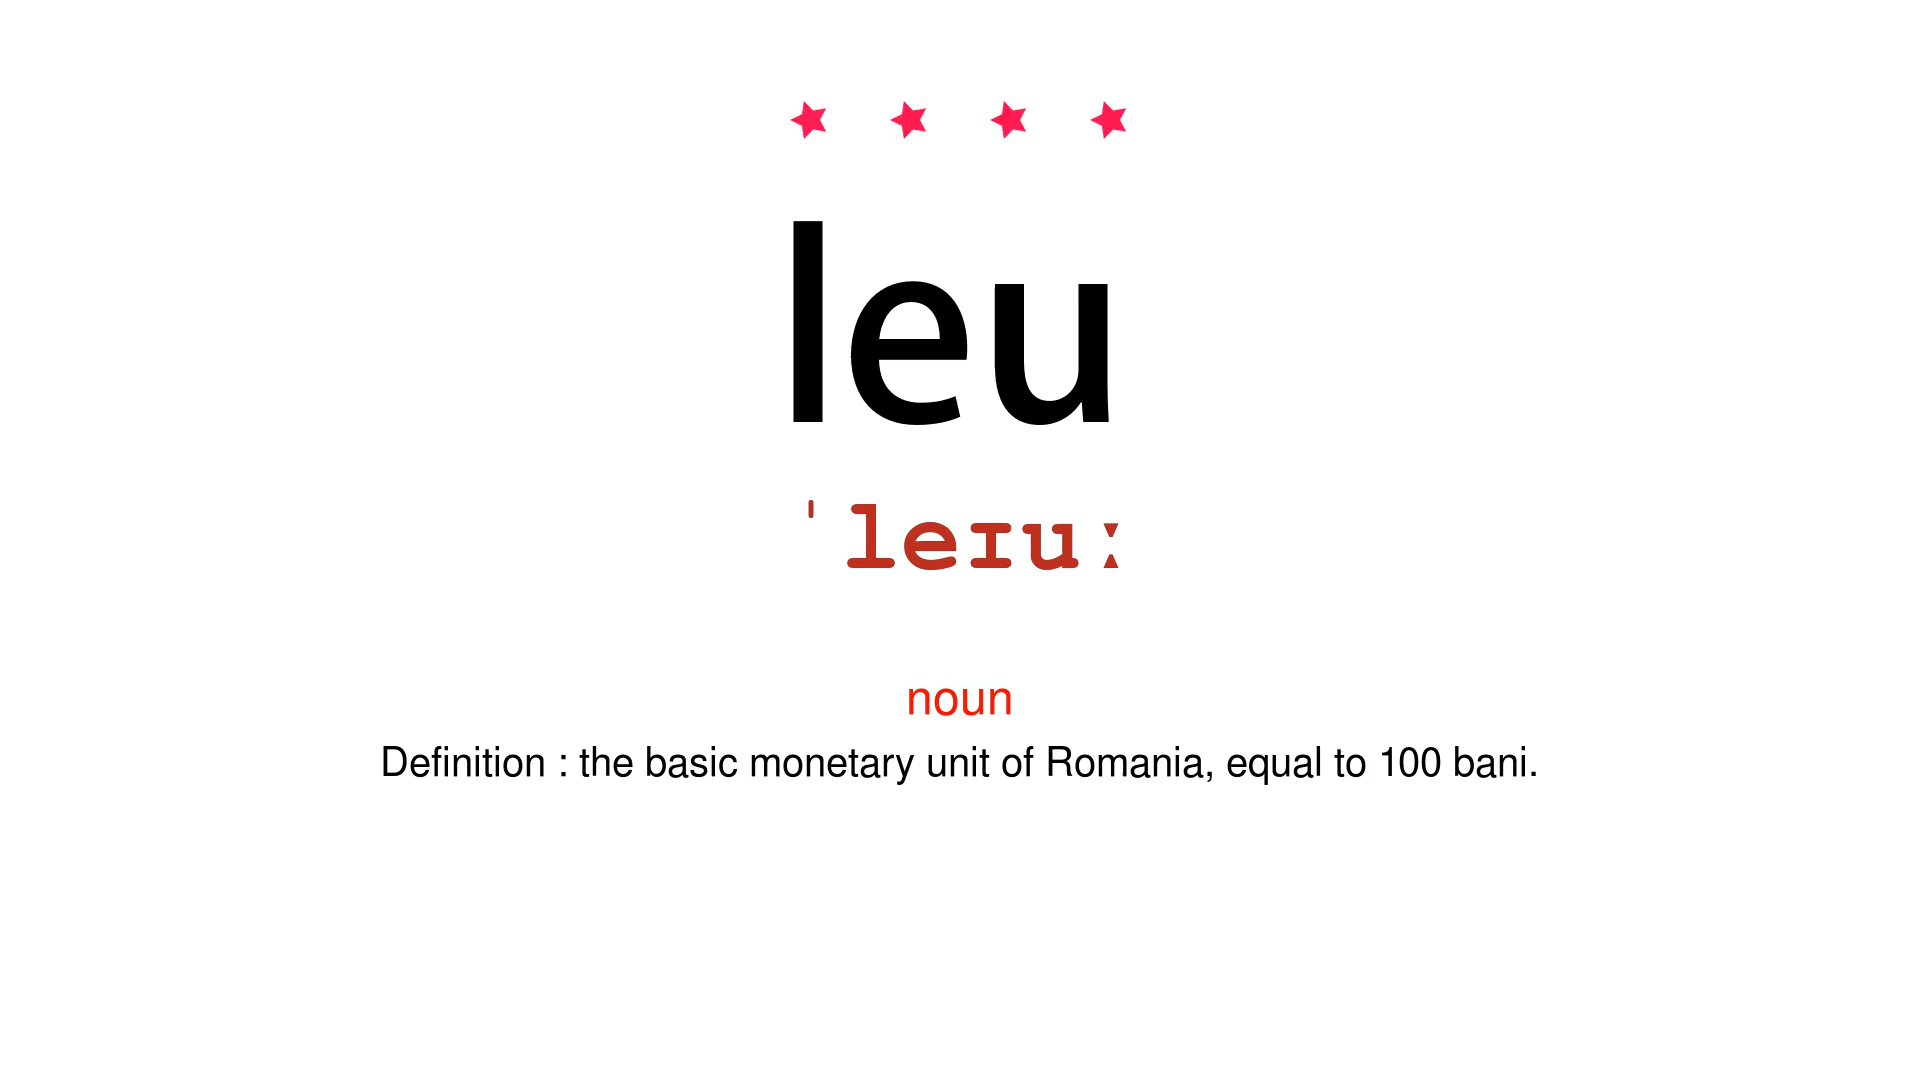 leu
ˈleɪuː
noun
Definition : the basic monetary unit of Romania, equal to 100 bani.